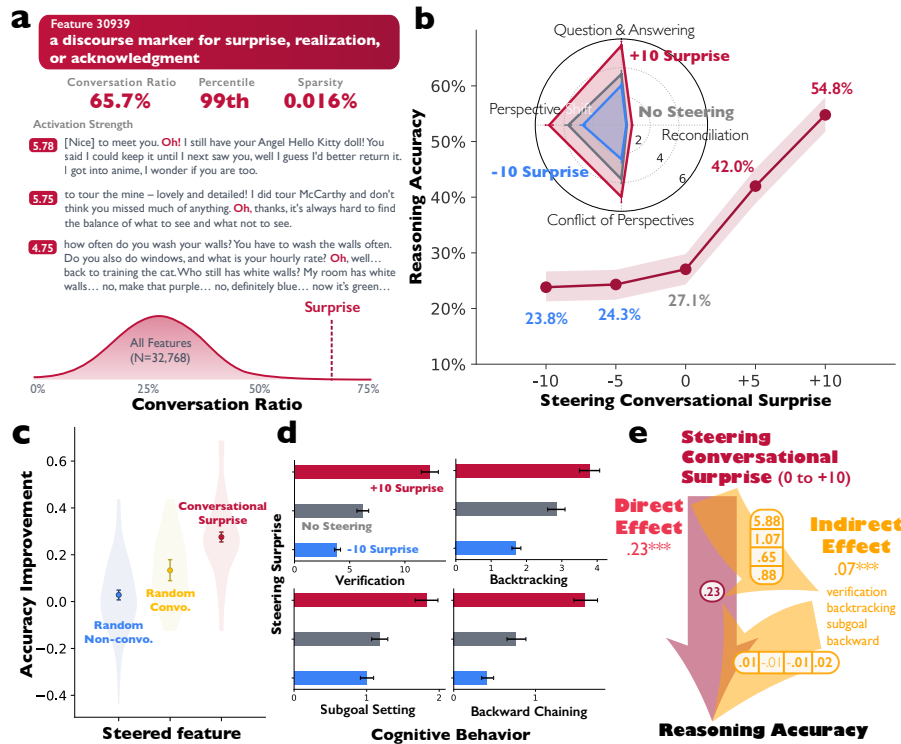 a
Feature 30939
a discourse marker for surprise, realization,
or acknowledgment
Conversation Ratio
Percentile
Sparsity
65.7%
99th
0.016%
Activation Strength
5.78
[Nice] to meet you. Oh! I still have your Angel Hello Kitty doll! You
said I could keep it until I next saw you, well I guess I'd better return it.
I got into anime, I wonder if you are too.
5.75
to tour the mine – lovely and detailed! I did tour McCarthy and don't
think you missed much of anything. Oh, thanks, it's always hard to find
the balance of what to see and what not to see.
4.75
how often do you wash your walls? You have to wash the walls often.
Do you also do windows, and what is your hourly rate? Oh, well…
back to training the cat. Who still has white walls? My room has white
walls… no, make that purple… no, definitely blue… now it's green…
Surprise
All Features
(N=32,768)
0%
25%
50%
75%
Conversation Ratio
b
Question & Answering
+10 Surprise
Perspective Shift
No Steering
Reconciliation
2
4
6
-10 Surprise
Conflict of Perspectives
Reasoning Accuracy
60%
50%
40%
30%
20%
10%
23.8%
24.3%
27.1%
42.0%
54.8%
-10
-5
0
+5
+10
Steering Conversational Surprise
c
Accuracy Improvement
0.6
0.4
0.2
0.0
−0.2
−0.4
Conversational
Surprise
Random
Convo.
Random
Non-convo.
Steered feature
d
Steering Surprise
+10 Surprise
No Steering
-10 Surprise
0
5
10
Verification
0
1
2
3
4
Backtracking
0
1
2
Subgoal Setting
1
Backward Chaining
Cognitive Behavior
e
Steering
Conversational
Surprise (0 to +10)
Direct
Effect
.23***
5.88
1.07
.65
.88
Indirect
Effect
.07***
.23
verification
backtracking
subgoal
backward
.01 -.01 -.01 .02
Reasoning Accuracy